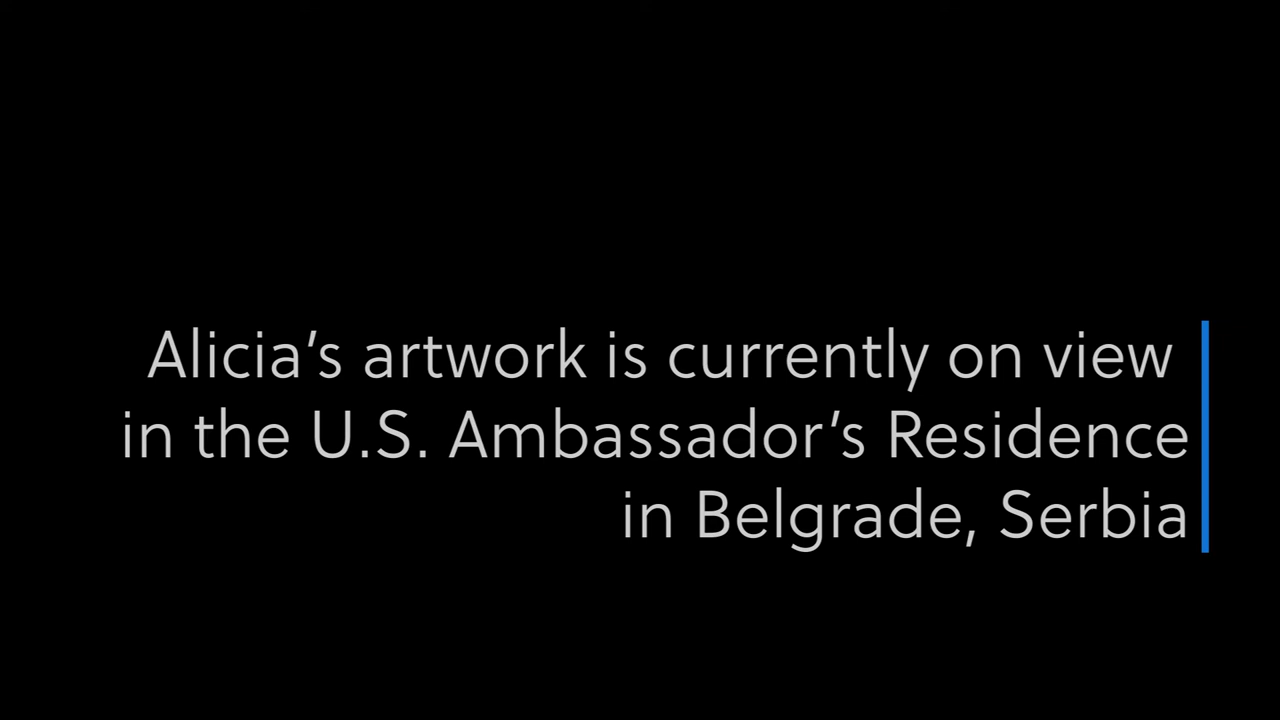 Alicia’s artwork is currently on view
in the U.S. Ambassador’s Residence
in Belgrade, Serbia